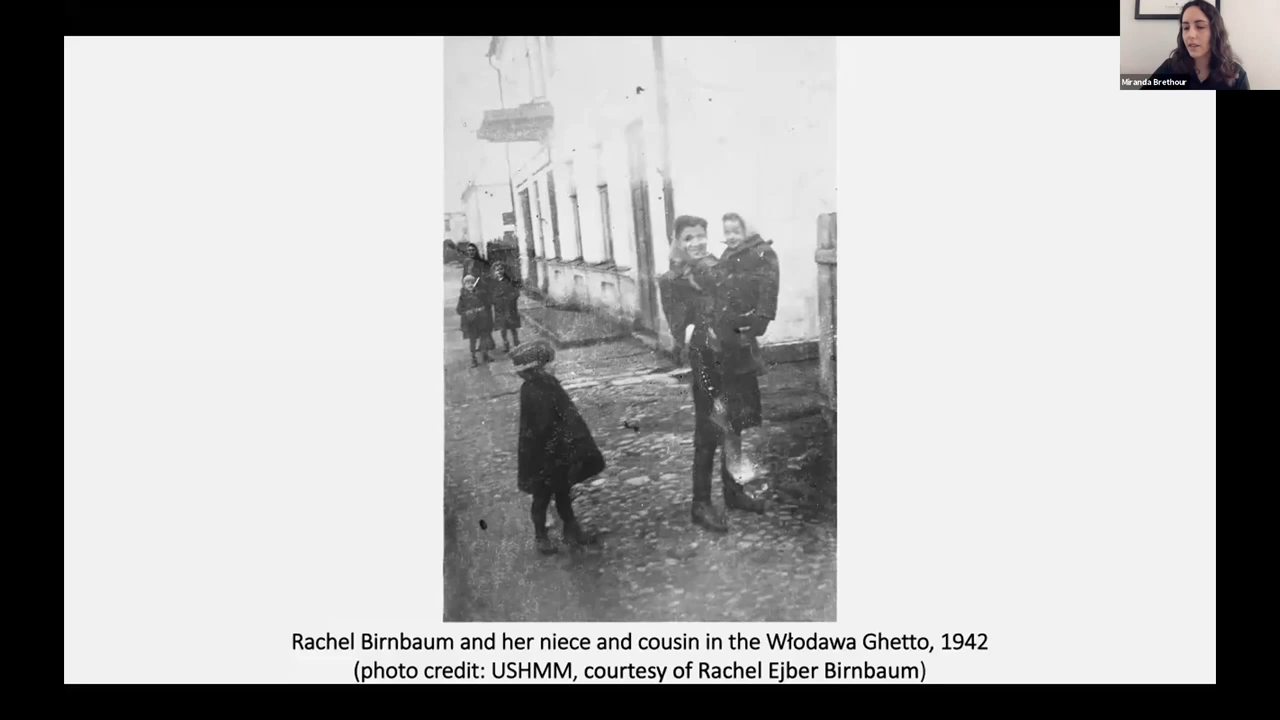 Miranda Brethour
Rachel Birnbaum and her niece and cousin in the Włodawa Ghetto, 1942
(photo credit: USHMM, courtesy of Rachel Ejber Birnbaum)